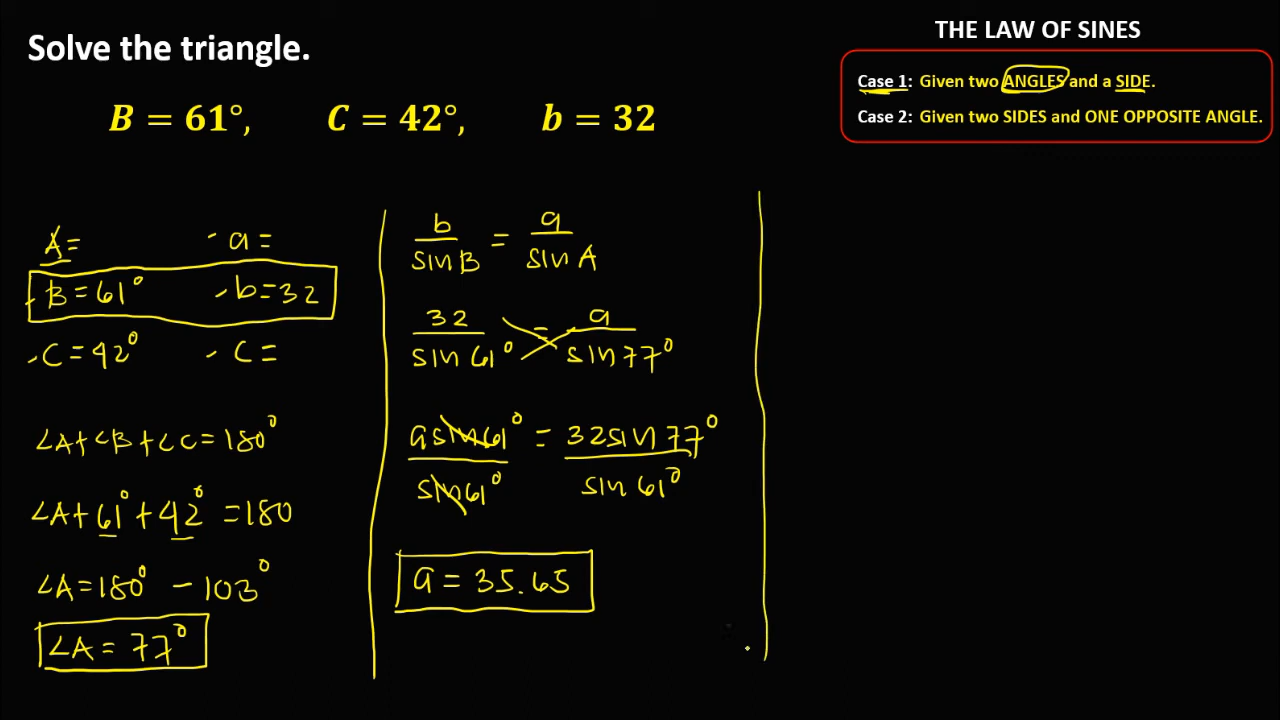 Solve the triangle.
B = 61°, C = 42°, b = 32
THE LAW OF SINES
Case 1: Given two ANGLES and a SIDE.
Case 2: Given two SIDES and ONE OPPOSITE ANGLE.
A= - a =
- B = 61° - b = 32
- C = 42° - C =
∠A + ∠B + ∠C = 180°
∠A + 61° + 42° = 180
∠A = 180° - 103°
∠A = 77°
b/sin B = a/sin A
32/sin 61° = a/sin 77°
a sin 61°/sin 61° = 32 sin 77°/sin 61°
a = 35.65